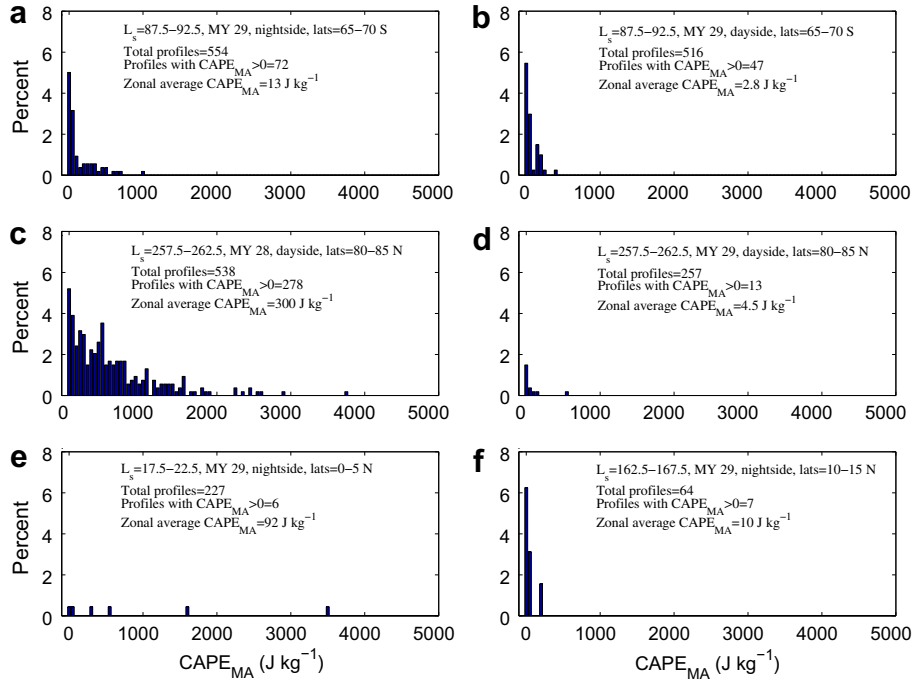 a
b
L_s=87.5−92.5, MY 29, nightside, lats=65−70 S
Total profiles=554
Profiles with CAPE_MA>0=72
Zonal average CAPE_MA=13 J kg^−1
Percent
8
6
4
2
0
0 1000 2000 3000 4000 5000
L_s=87.5−92.5, MY 29, dayside, lats=65−70 S
Total profiles=516
Profiles with CAPE_MA>0=47
Zonal average CAPE_MA=2.8 J kg^−1
8
6
4
2
0
0 1000 2000 3000 4000 5000
c
d
L_s=257.5−262.5, MY 28, dayside, lats=80−85 N
Total profiles=538
Profiles with CAPE_MA>0=278
Zonal average CAPE_MA=300 J kg^−1
Percent
8
6
4
2
0
0 1000 2000 3000 4000 5000
L_s=257.5−262.5, MY 29, dayside, lats=80−85 N
Total profiles=257
Profiles with CAPE_MA>0=13
Zonal average CAPE_MA=4.5 J kg^−1
8
6
4
2
0
0 1000 2000 3000 4000 5000
e
f
L_s=17.5−22.5, MY 29, nightside, lats=0−5 N
Total profiles=227
Profiles with CAPE_MA>0=6
Zonal average CAPE_MA=92 J kg^−1
Percent
8
6
4
2
0
0 1000 2000 3000 4000 5000
CAPE_MA (J kg^−1)
L_s=162.5−167.5, MY 29, nightside, lats=10−15 N
Total profiles=64
Profiles with CAPE_MA>0=7
Zonal average CAPE_MA=10 J kg^−1
8
6
4
2
0
0 1000 2000 3000 4000 5000
CAPE_MA (J kg^−1)